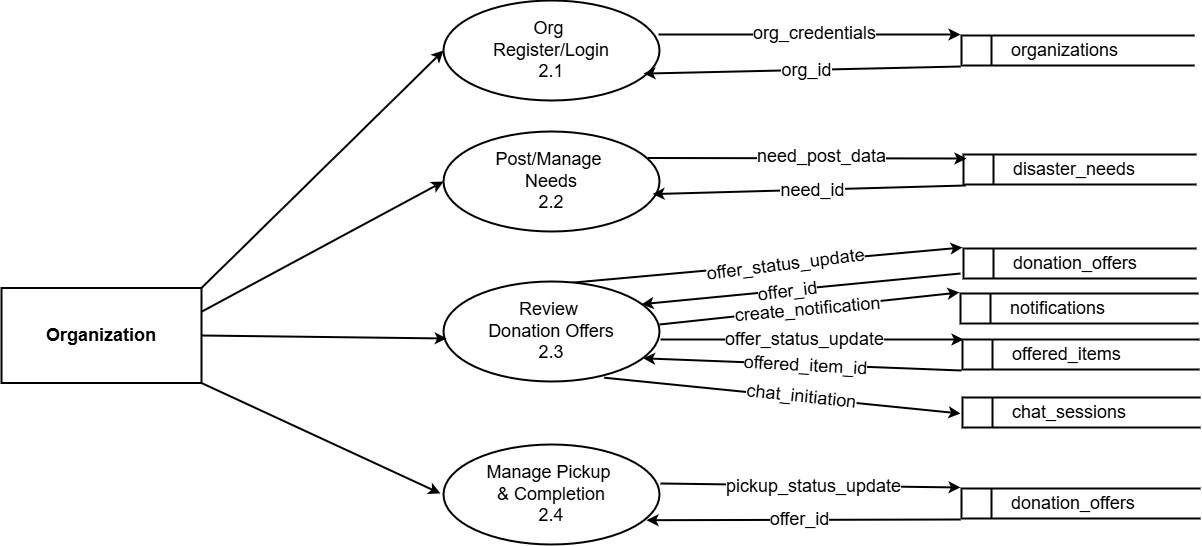 Org
Register/Login
2.1
org_credentials
organizations
org_id
Post/Manage
Needs
2.2
need_post_data
disaster_needs
need_id
Organization
Review
Donation Offers
2.3
offer_status_update
donation_offers
offer_id
create_notification
notifications
offer_status_update
offered_items
offered_item_id
chat_initiation
chat_sessions
Manage Pickup
& Completion
2.4
pickup_status_update
donation_offers
offer_id